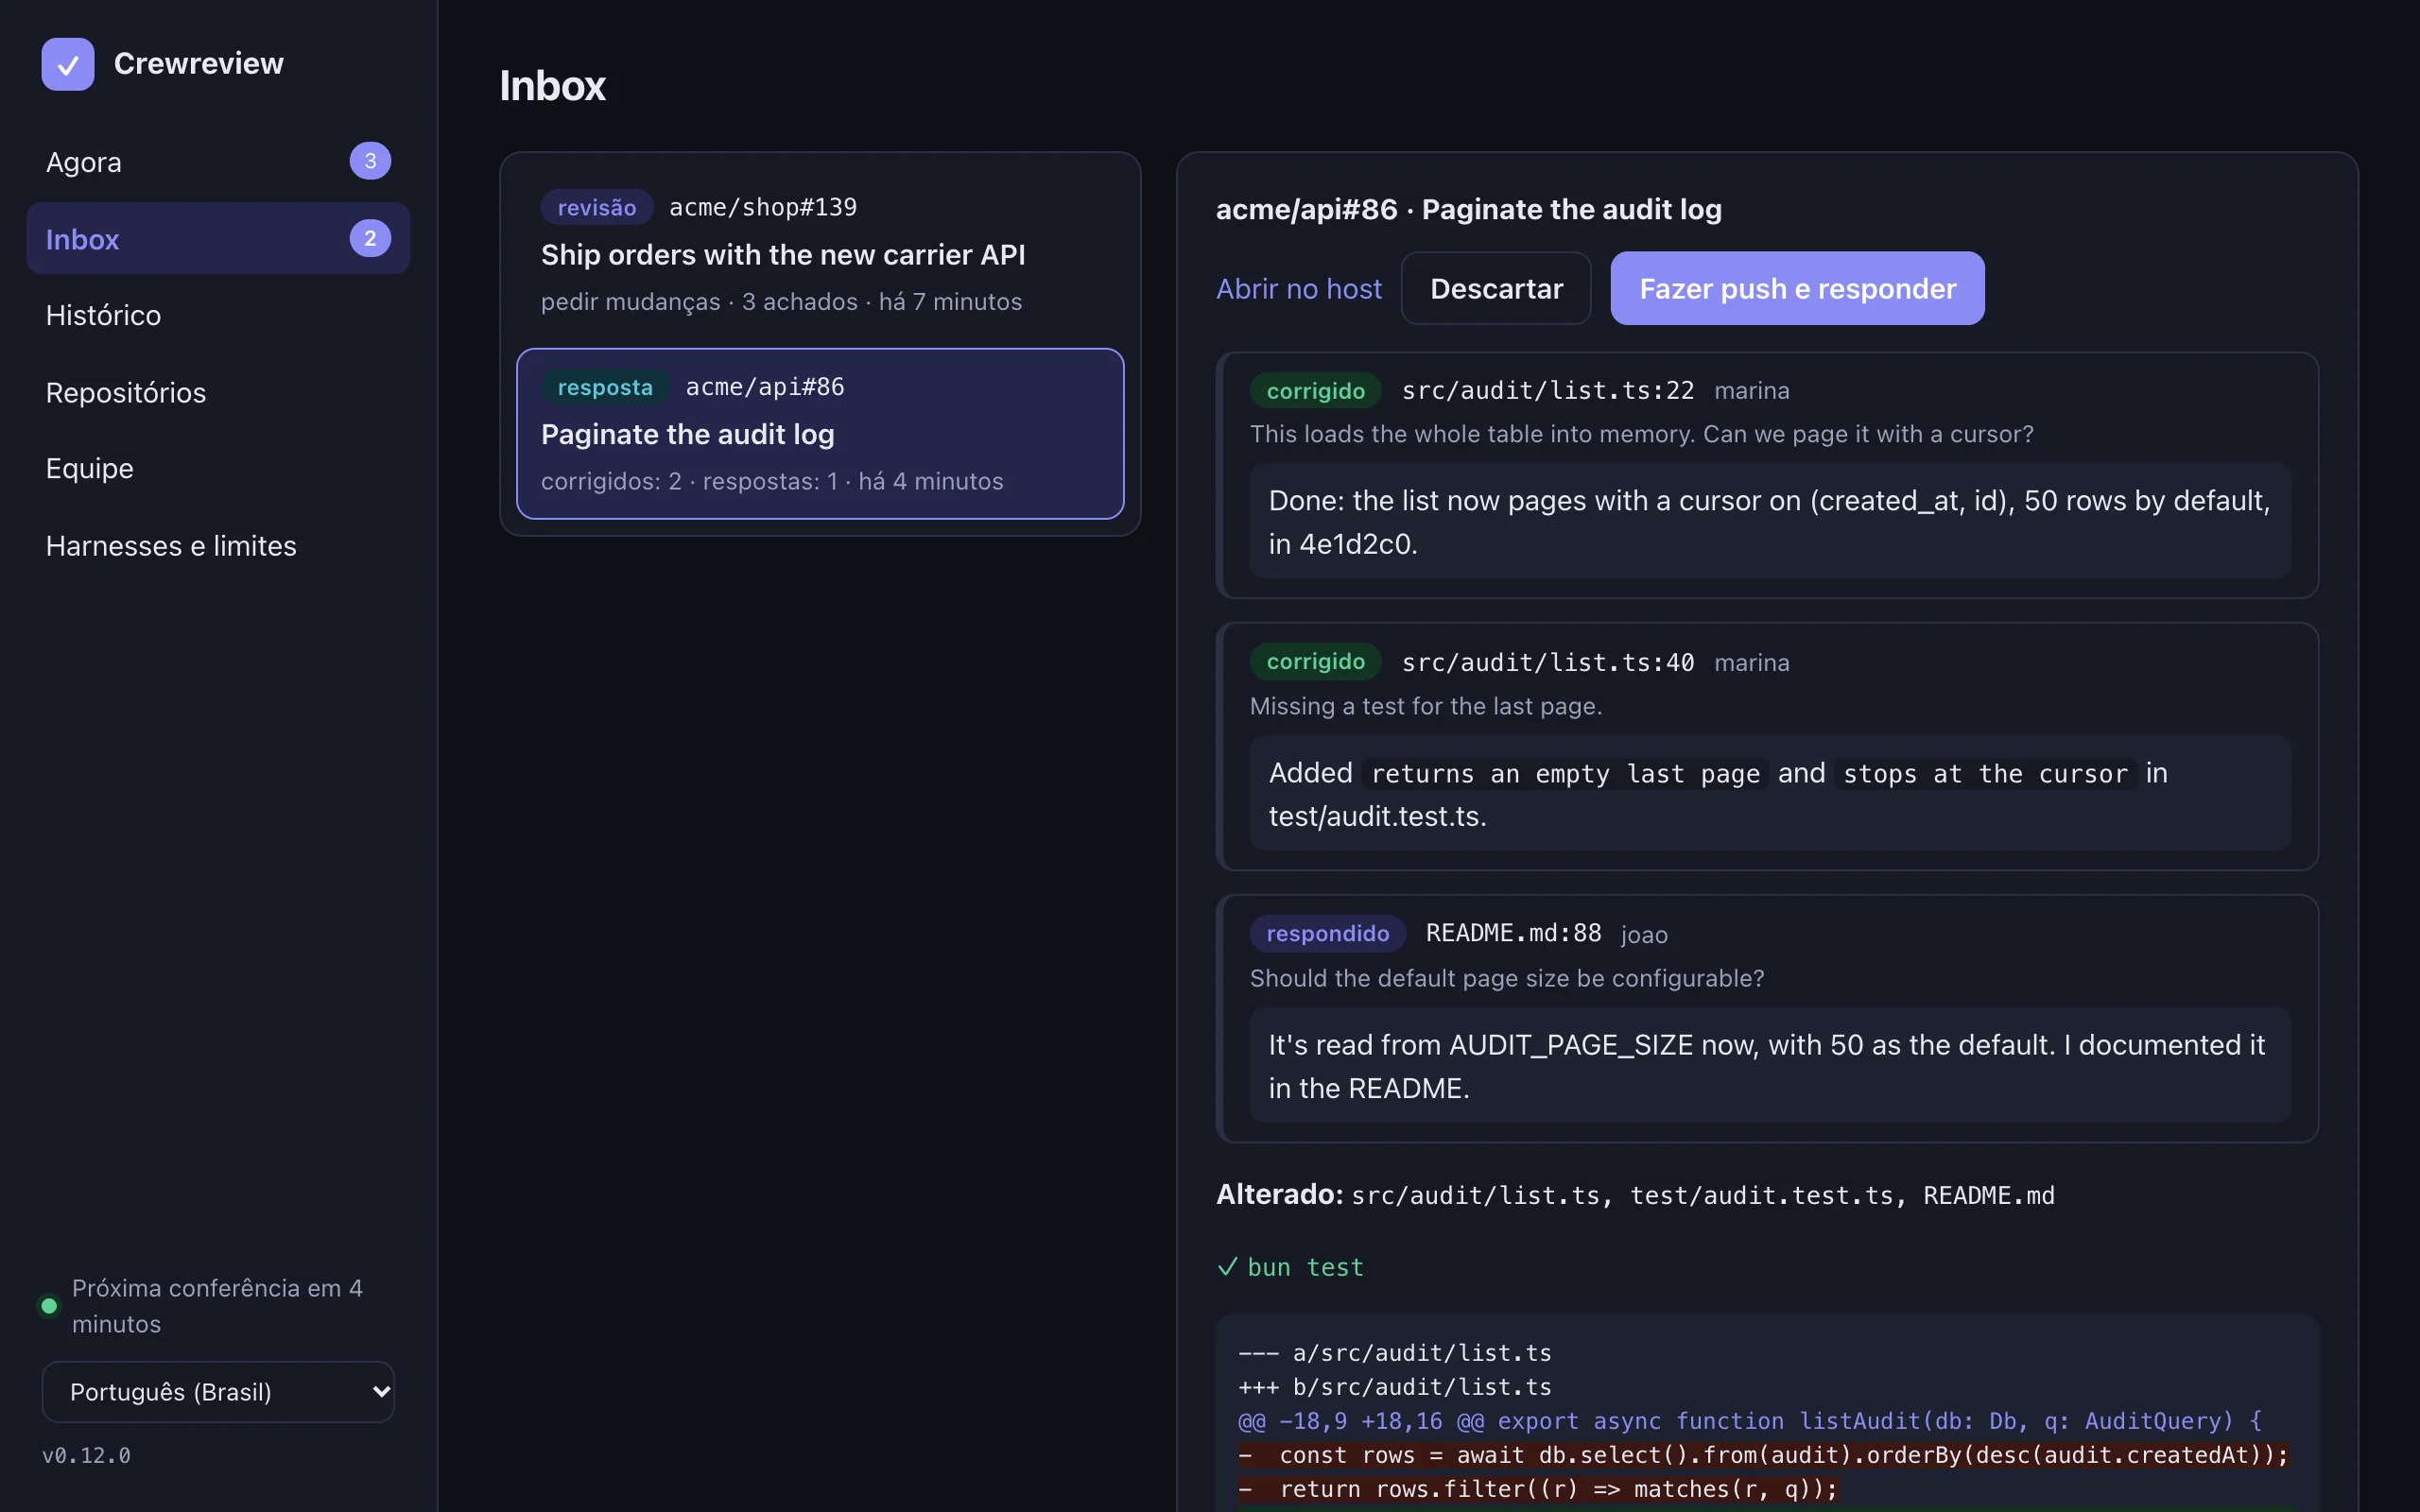 Crewreview
Agora 3
Inbox 2
Histórico
Repositórios
Equipe
Harnesses e limites
Próxima conferência em 4
minutos
Português (Brasil)
v0.12.0
Inbox
revisão acme/shop#139
Ship orders with the new carrier API
pedir mudanças · 3 achados · há 7 minutos
resposta acme/api#86
Paginate the audit log
corrigidos: 2 · respostas: 1 · há 4 minutos
acme/api#86 · Paginate the audit log
Abrir no host Descartar Fazer push e responder
corrigido src/audit/list.ts:22 marina
This loads the whole table into memory. Can we page it with a cursor?
Done: the list now pages with a cursor on (created_at, id), 50 rows by default,
in 4e1d2c0.
corrigido src/audit/list.ts:40 marina
Missing a test for the last page.
Added returns an empty last page and stops at the cursor in
test/audit.test.ts.
respondido README.md:88 joao
Should the default page size be configurable?
It's read from AUDIT_PAGE_SIZE now, with 50 as the default. I documented it
in the README.
Alterado: src/audit/list.ts, test/audit.test.ts, README.md
✓ bun test
--- a/src/audit/list.ts
+++ b/src/audit/list.ts
@@ -18,9 +18,16 @@ export async function listAudit(db: Db, q: AuditQuery) {
-  const rows = await db.select().from(audit).orderBy(desc(audit.createdAt));
-  return rows.filter((r) => matches(r, q));